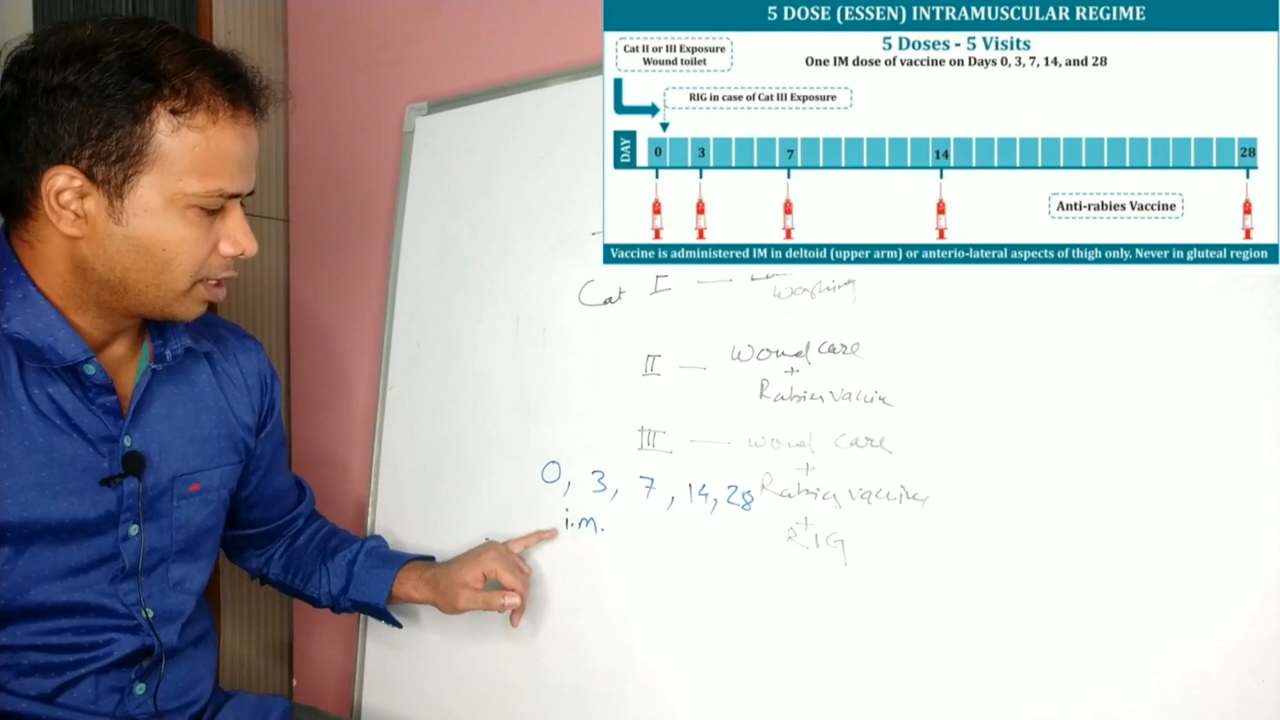 5 DOSE (ESSEN) INTRAMUSCULAR REGIME
Cat II or III Exposure
Wound toilet
5 Doses - 5 Visits
One IM dose of vaccine on Days 0, 3, 7, 14, and 28
RIG in case of Cat III Exposure
DAY 0 3 7 14 28
Anti-rabies Vaccine
Vaccine is administered IM in deltoid (upper arm) or anterio-lateral aspects of thigh only. Never in gluteal region
Cat I —
Washing
II — Wound care
+
Rabies vaccine
III — wound care
+
0, 3, 7, 14, 28 Rabies vaccine
i.m. +
RIG